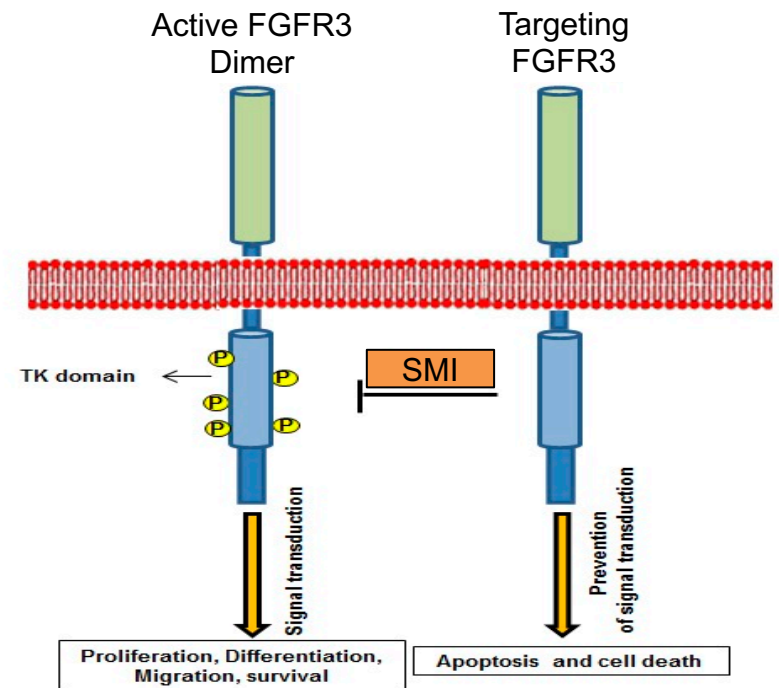 Active FGFR3
Dimer
Targeting
FGFR3
P
P
P
P
P
TK domain
SMI
Signal transduction
Prevention
of signal transduction
Proliferation, Differentiation,
Migration, survival
Apoptosis and cell death